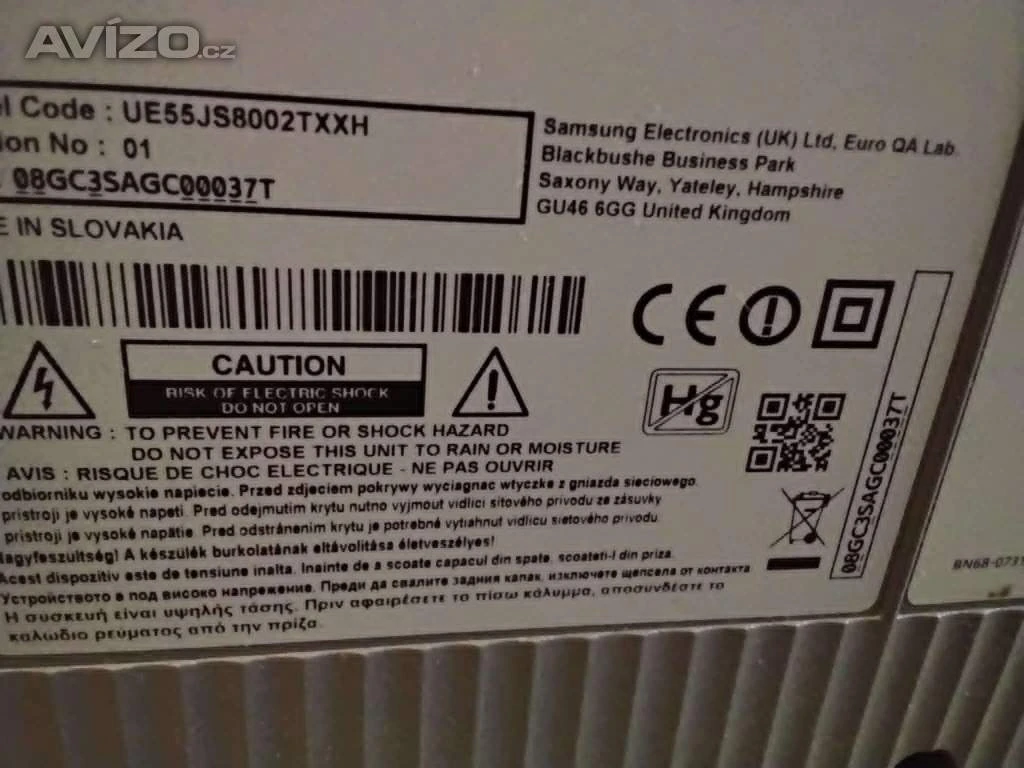 AVÍZO.cz
l Code : UE55JS8002TXXH
ion No : 01
08GC3SAGC00037T
E IN SLOVAKIA
Samsung Electronics (UK) Ltd, Euro QA Lab.
Blackbushe Business Park
Saxony Way, Yateley, Hampshire
GU46 6GG United Kingdom
CE
CAUTION
RISK OF ELECTRIC SHOCK
DO NOT OPEN
Hg
08GC3SAGC00037T
WARNING : TO PREVENT FIRE OR SHOCK HAZARD
DO NOT EXPOSE THIS UNIT TO RAIN OR MOISTURE
AVIS : RISQUE DE CHOC ELECTRIQUE - NE PAS OUVRIR
odbiorniku wysokie napiecie. Przed zdjeciem pokrywy wyciagnac wtyczke z gniazda sieciowego.
pristroji je vysoké napeti. Pred odejmutim krytu nutno vyjmout vidlici sitového privodu ze zásuvky
pristroji je vysoké napätie. Pred odstránením krytu je potrebné vytiahnut vidlicu sietového privodu.
Nagyfeszultség! A készülék burkolatának eltávolítása életveszélyes!
Acest dispozitiv este de tensiune inalta. Inainte de a scoate capacul din spate, scoateti-l din priza.
Устройството е под високо напрежение. Преди да свалите задния капак, изключете щепсела от контакта
Η συσκευή είναι υψηλής τάσης. Πριν αφαιρέσετε το πίσω κάλυμμα, αποσυνδέστε το
καλώδιο ρεύματος από την πρίζα.
BN68-0731